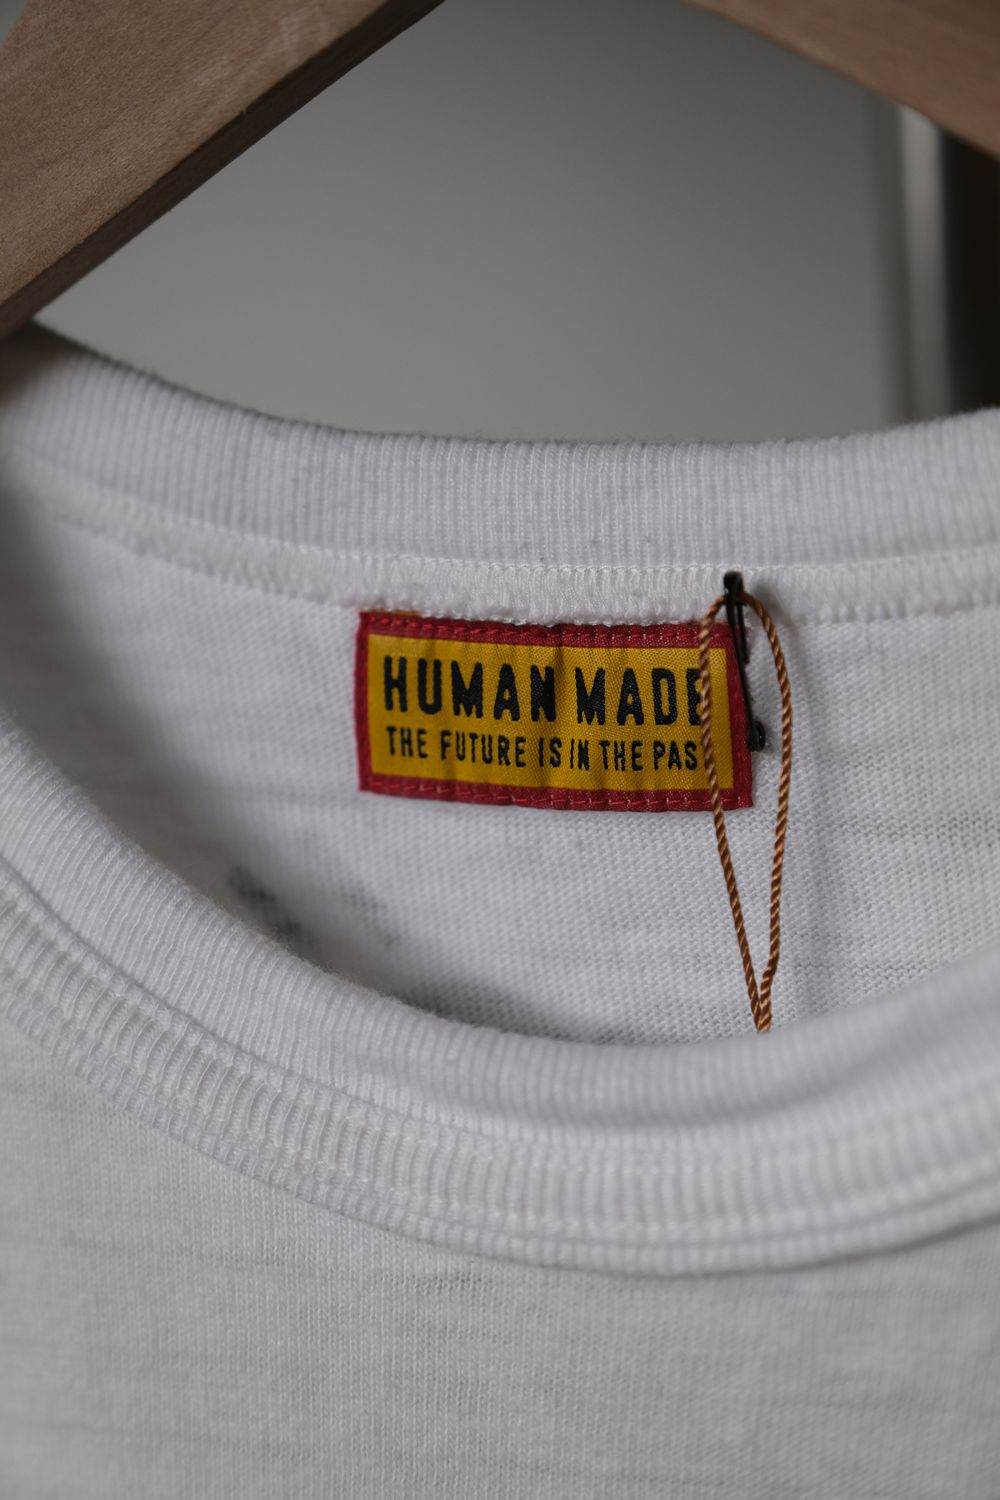 HUMAN MADE
THE FUTURE IS IN THE PAS